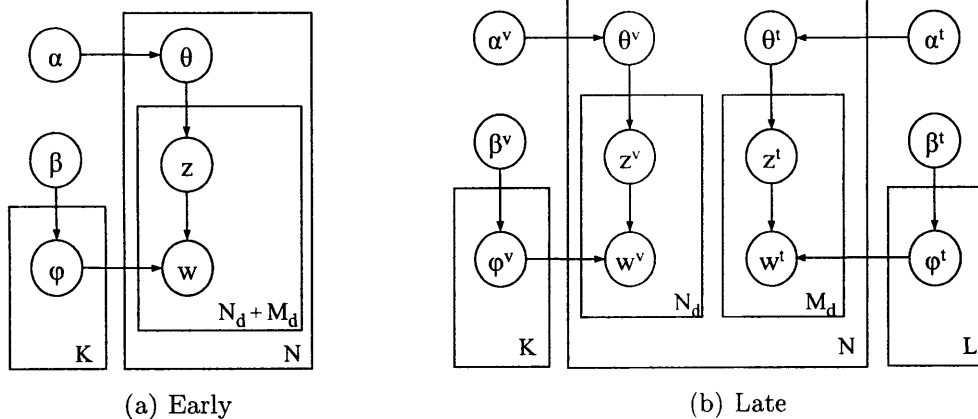 α θ
β z
φ w
N_d + M_d
K N
(a) Early
α^v θ^v θ^t α^t
β^v z^v z^t β^t
φ^v w^v w^t φ^t
N_d M_d
K N L
(b) Late